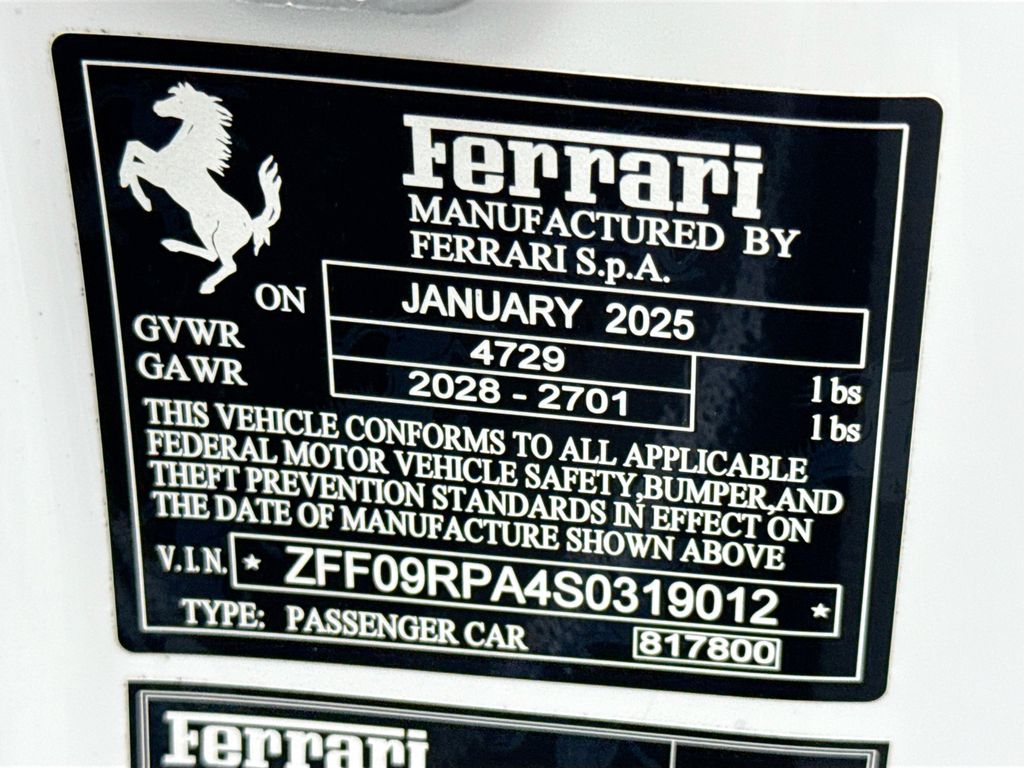 Ferrari
MANUFACTURED BY
FERRARI S.p.A.
ON JANUARY 2025
GVWR 4729 lbs
GAWR 2028 - 2701 lbs
THIS VEHICLE CONFORMS TO ALL APPLICABLE
FEDERAL MOTOR VEHICLE SAFETY,BUMPER,AND
THEFT PREVENTION STANDARDS IN EFFECT ON
THE DATE OF MANUFACTURE SHOWN ABOVE
V.I.N. * ZFF09RPA4S0319012 *
TYPE: PASSENGER CAR 817800
Ferrari